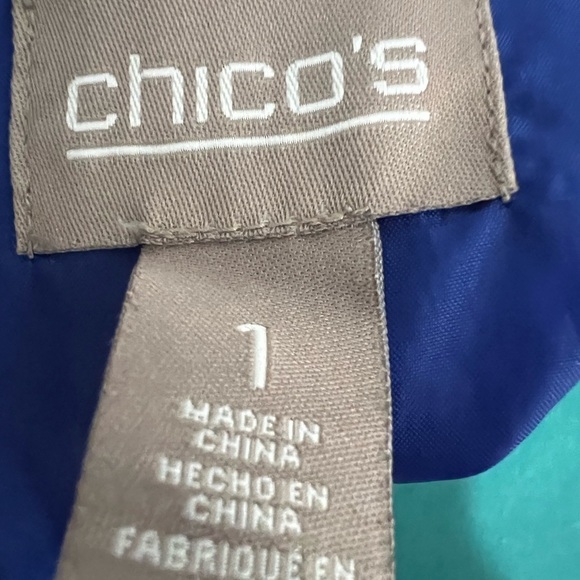 chico's
1
MADE IN
CHINA
HECHO EN
CHINA
FABRIQUÉ EN